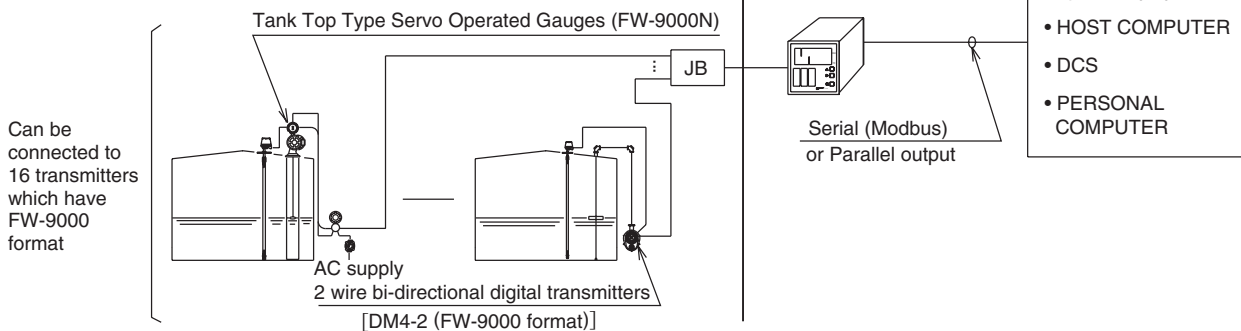 Tank Top Type Servo Operated Gauges (FW-9000N)
Can be
connected to
16 transmitters
which have
FW-9000
format
JB
AC supply
2 wire bi-directional digital transmitters
[DM4-2 (FW-9000 format)]
Serial (Modbus)
or Parallel output
• HOST COMPUTER
• DCS
• PERSONAL
COMPUTER